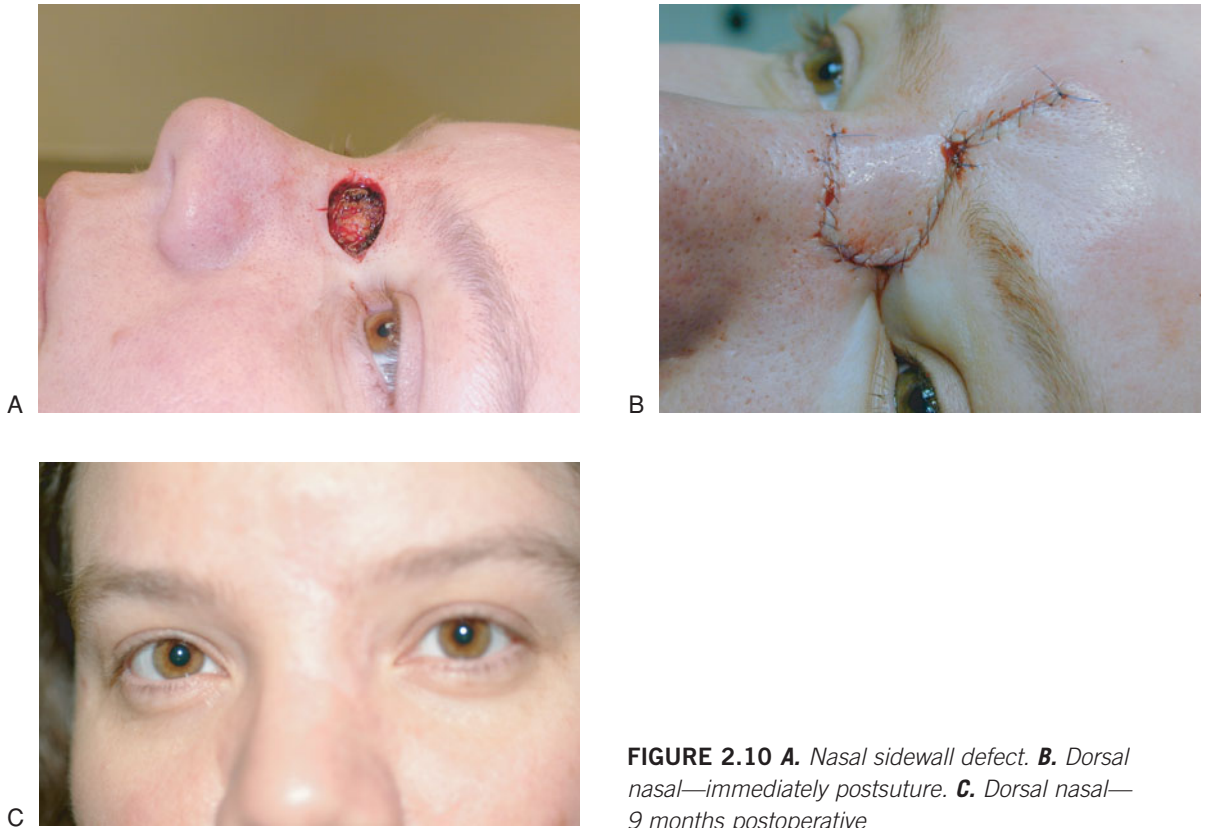 A
B
C
FIGURE 2.10 A. Nasal sidewall defect. B. Dorsal
nasal—immediately postsuture. C. Dorsal nasal—
9 months postoperative